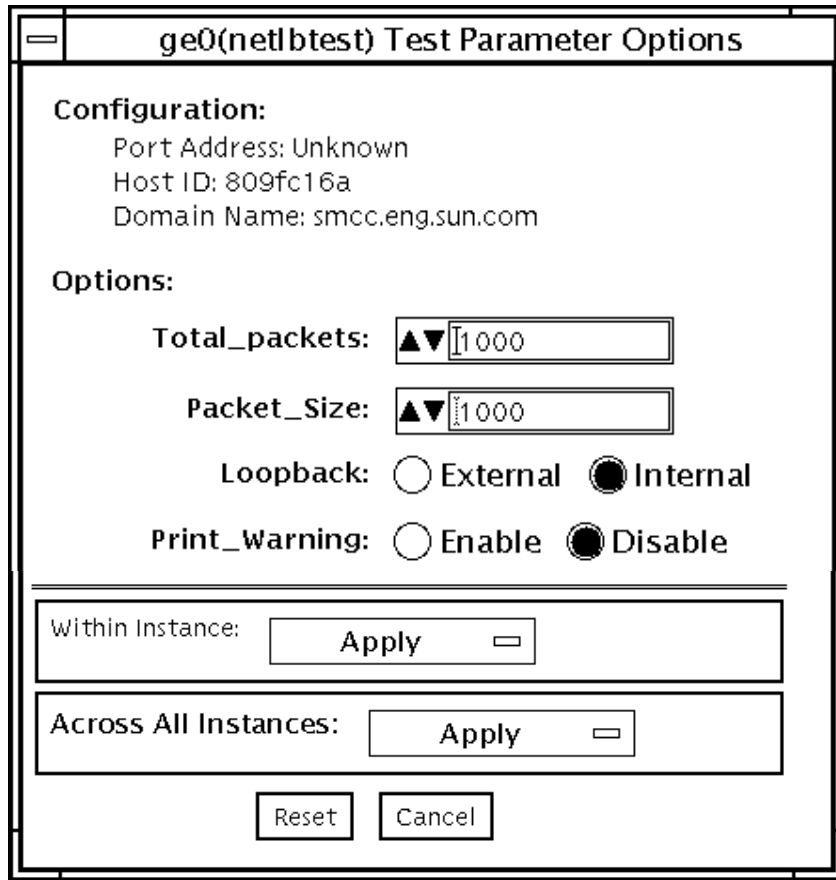 ge0(netlbtest) Test Parameter Options
Configuration:
Port Address: Unknown
Host ID: 809fc16a
Domain Name: smcc.eng.sun.com
Options:
Total_packets: 1000
Packet_Size: 1000
Loopback: External Internal
Print_Warning: Enable Disable
Within Instance: Apply
Across All Instances: Apply
Reset Cancel